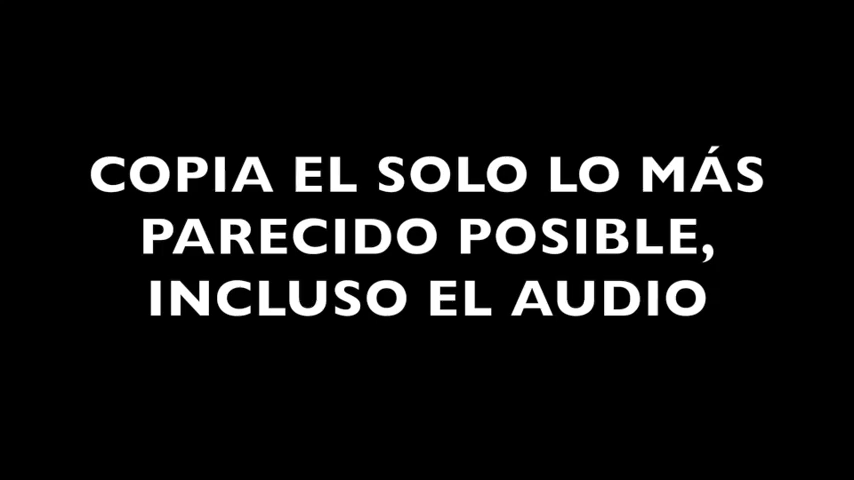 COPIA EL SOLO LO MÁS
PARECIDO POSIBLE,
INCLUSO EL AUDIO